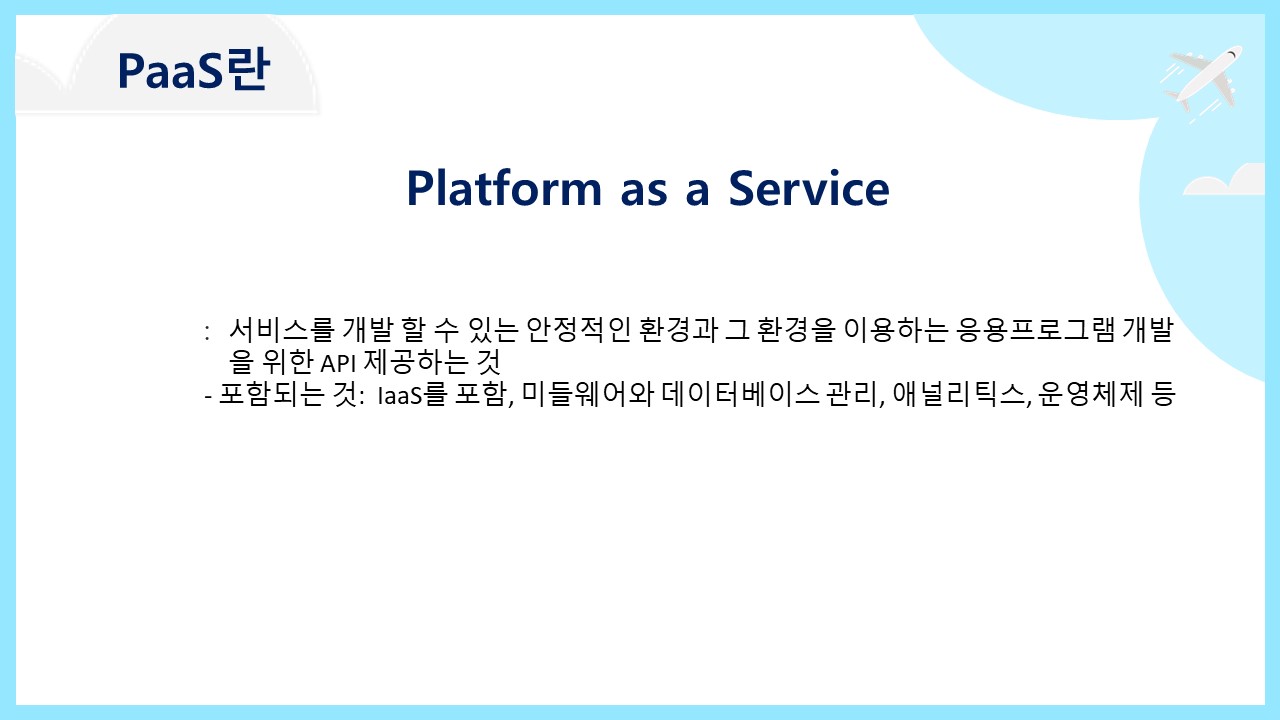 PaaS란
Platform as a Service
: 서비스를 개발 할 수 있는 안정적인 환경과 그 환경을 이용하는 응용프로그램 개발
을 위한 API 제공하는 것
- 포함되는 것: IaaS를 포함, 미들웨어와 데이터베이스 관리, 애널리틱스, 운영체제 등